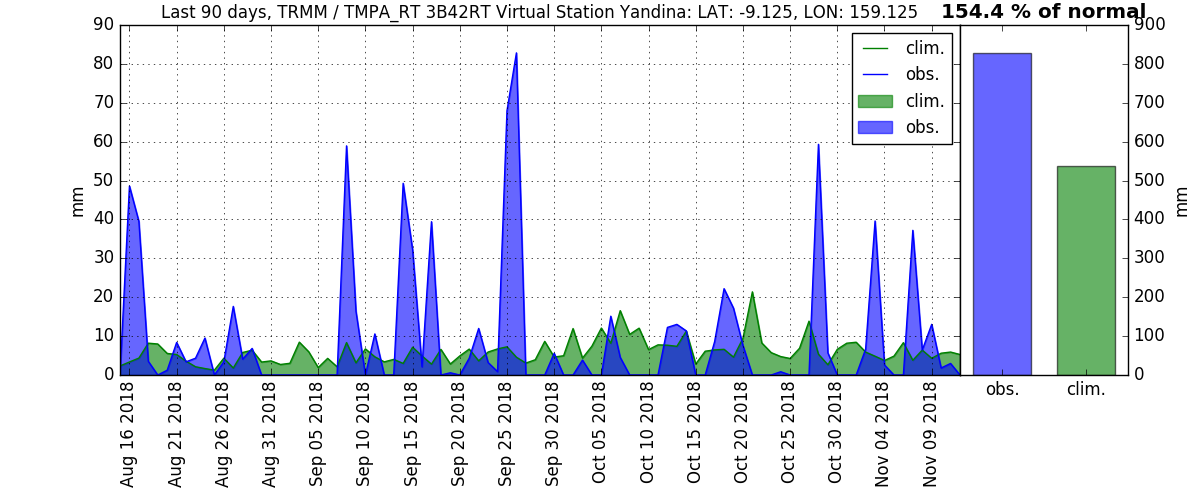 Last 90 days, TRMM / TMPA_RT 3B42RT Virtual Station Yandina: LAT: -9.125, LON: 159.125
154.4 % of normal
90
80
70
60
50
40
30
20
10
0
mm
clim.
obs.
clim.
obs.
900
800
700
600
500
400
300
200
100
0
mm
Aug 16 2018
Aug 21 2018
Aug 26 2018
Aug 31 2018
Sep 05 2018
Sep 10 2018
Sep 15 2018
Sep 20 2018
Sep 25 2018
Sep 30 2018
Oct 05 2018
Oct 10 2018
Oct 15 2018
Oct 20 2018
Oct 25 2018
Oct 30 2018
Nov 04 2018
Nov 09 2018
obs.
clim.